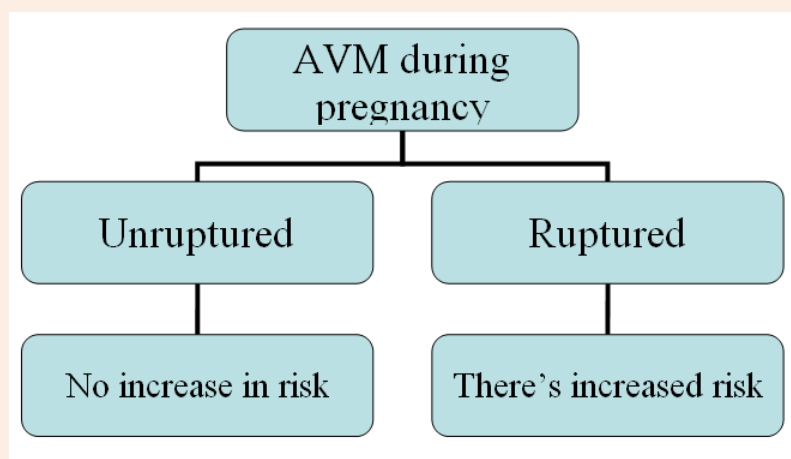 AVM during
pregnancy
Unruptured
Ruptured
No increase in risk
There’s increased risk